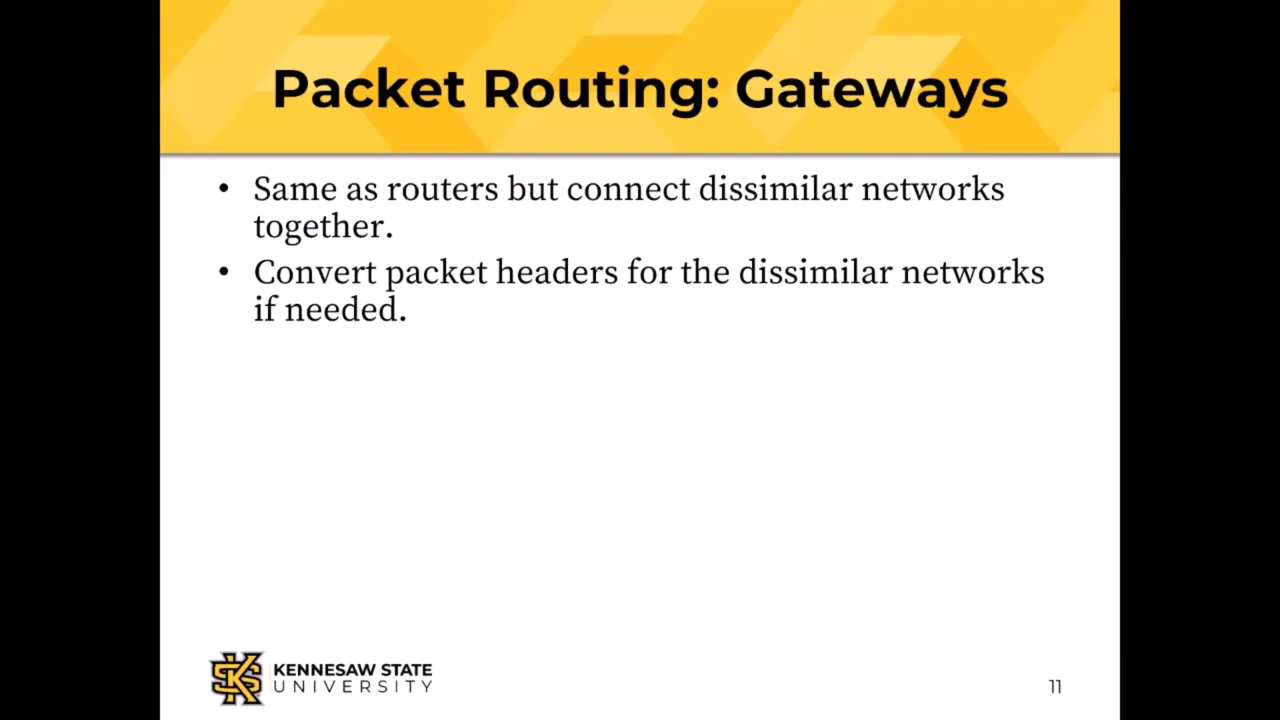 Packet Routing: Gateways
• Same as routers but connect dissimilar networks
together.
• Convert packet headers for the dissimilar networks
if needed.
KENNESAW STATE
UNIVERSITY
11